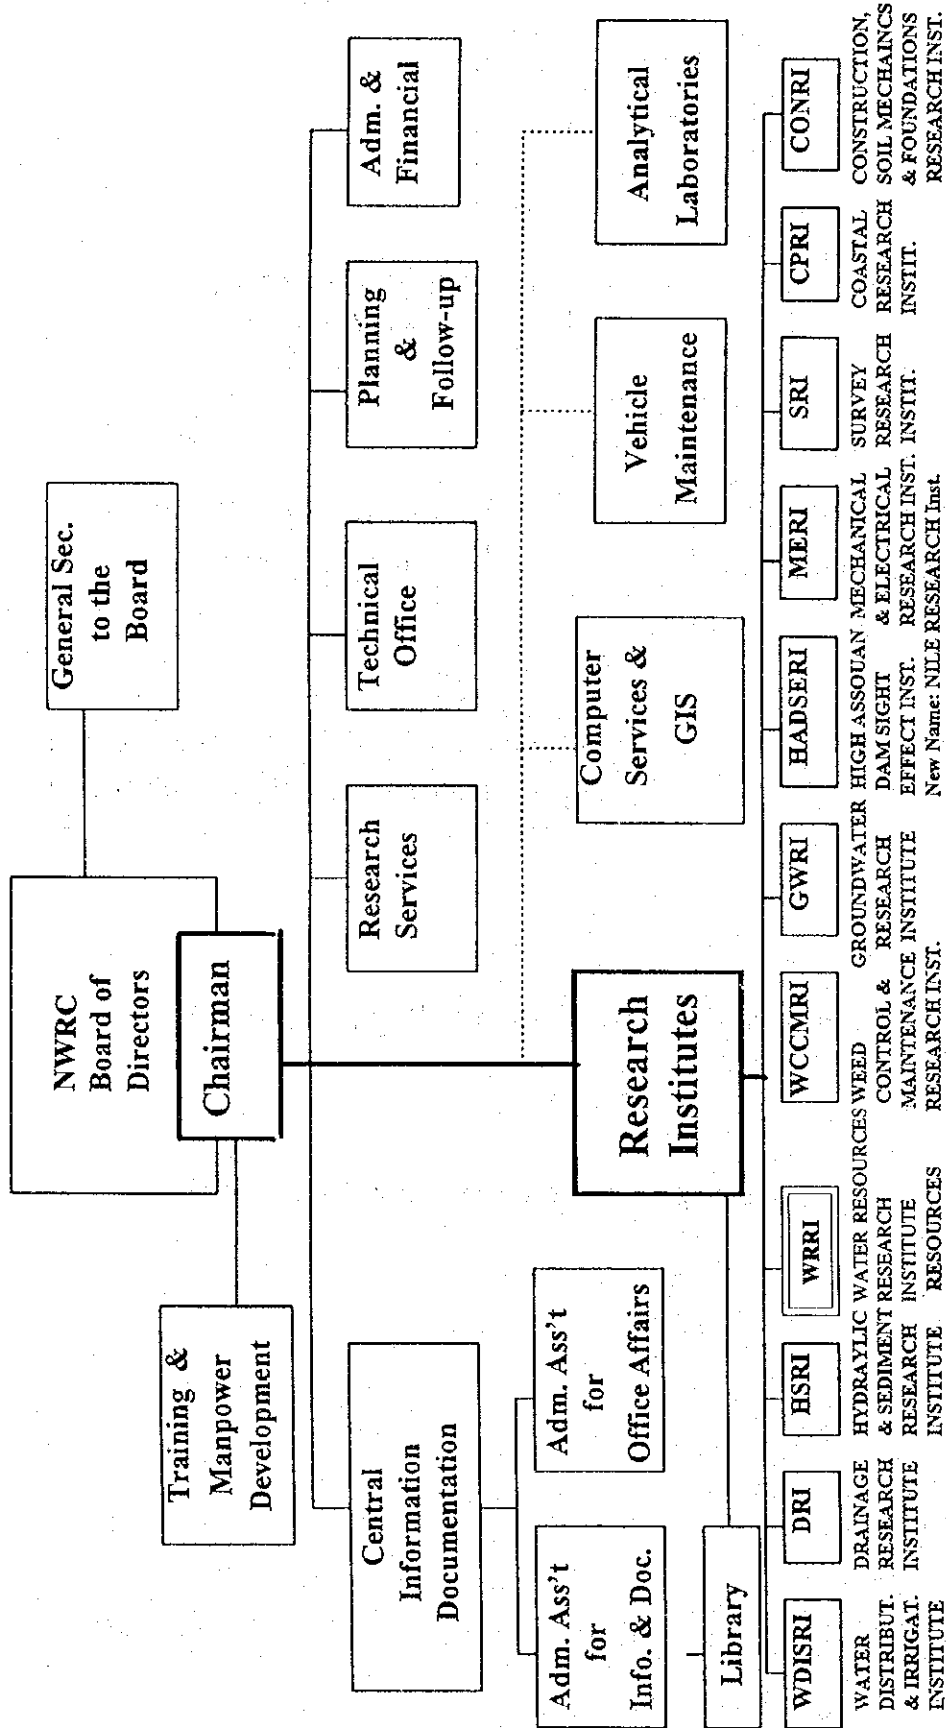 NWRC
Board of
Directors
Chairman
General Sec.
to the
Board
Training &
Manpower
Development
Central
Information
Documentation
Research
Services
Technical
Office
Planning
&
Follow-up
Adm. &
Financial
Adm. Ass't
for
Info. & Doc.
Adm. Ass't
for
Office Affairs
Library
Research
Institutes
Computer
Services &
GIS
Vehicle
Maintenance
Analytical
Laboratories
WDISRI
DRI
HSRI
WRRI
WCCMRI
GWRI
HADSERI
MERI
SRI
CPRI
CONRI
WATER
DISTRIBUT.
& IRRIGAT.
INSTITUTE
DRAINAGE
RESEARCH
INSTITUTE
HYDRAYLIC
& SEDIMENT
RESEARCH
INSTITUTE
WATER RESOURCES
RESEARCH
INSTITUTE
RESOURCES
WEED
CONTROL &
MAINTENANCE
RESEARCH INST.
GROUNDWATER
RESEARCH
INSTITUTE
HIGH ASSOUAN
DAM SIGHT
EFFECT INST.
New Name: NILE RESEARCH Inst.
MECHANICAL
& ELECTRICAL
RESEARCH INST.
SURVEY
RESEARCH
INSTIT.
COASTAL
RESEARCH
INSTIT.
CONSTRUCTION,
SOIL MECHAINCS
& FOUNDATIONS
RESEARCH INST.